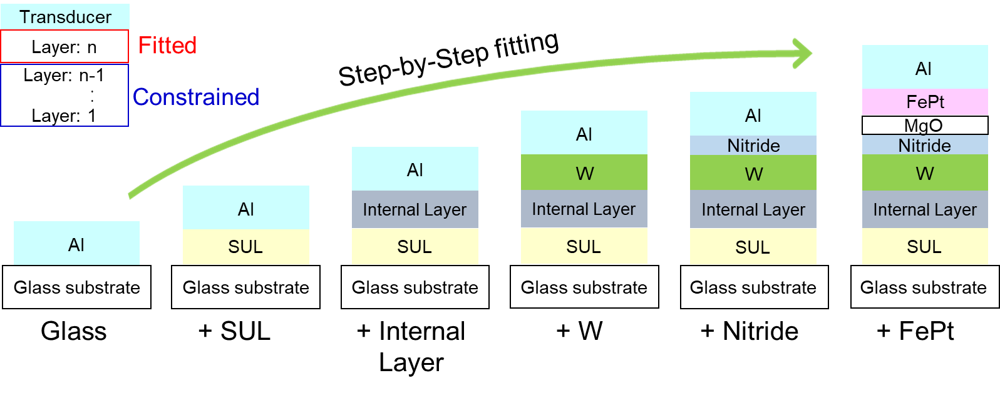 Transducer
Layer: n
Fitted
Layer: n-1
:
Layer: 1
Constrained
Step-by-Step fitting
Al
Glass substrate
Glass
Al
SUL
Glass substrate
+ SUL
Al
Internal Layer
SUL
Glass substrate
+ Internal
Layer
Al
W
Internal Layer
SUL
Glass substrate
+ W
Al
Nitride
W
Internal Layer
SUL
Glass substrate
+ Nitride
Al
FePt
MgO
Nitride
W
Internal Layer
SUL
Glass substrate
+ FePt